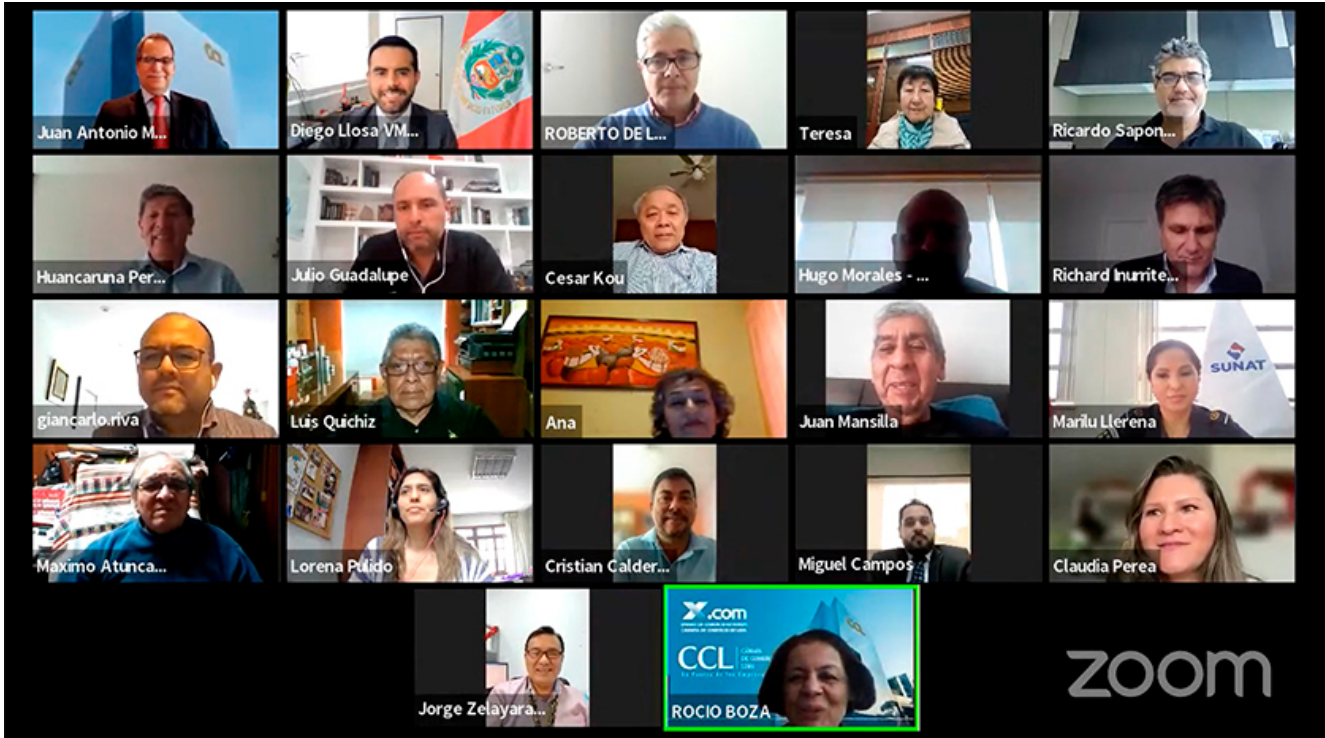 Juan Antonio M...
Diego Llosa VM...
ROBERTO DE L...
Teresa
Ricardo Sapon...
Huancaruna Per...
Julio Guadalupe
Cesar Kou
Hugo Morales - ...
Richard Inurrite...
giancarlo.riva
Luis Quichiz
Ana
Juan Mansilla
SUNAT
Marilu Llerena
Maximo Atunca...
Lorena Pulido
Cristian Calder...
Miguel Campos
Claudia Perea
Jorge Zelayara...
X.com
CCL
ROCIO BOZA
zoom